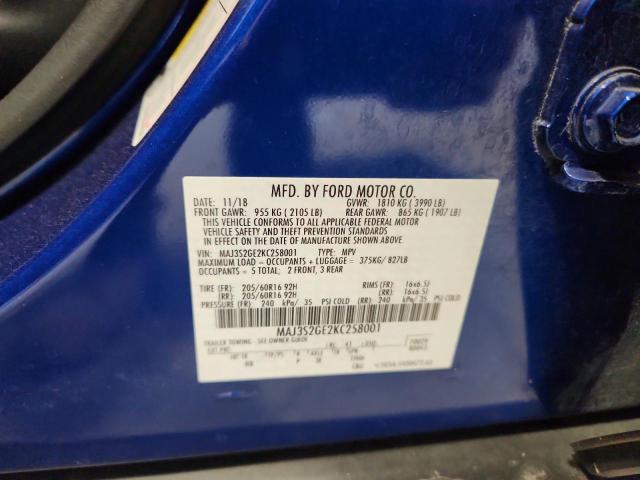 MFD. BY FORD MOTOR CO.
DATE: 11/18 GVWR: 1810 KG ( 3990 LB)
FRONT GAWR: 955 KG ( 2105 LB) REAR GAWR: 865 KG ( 1907 LB)
THIS VEHICLE CONFORMS TO ALL APPLICABLE FEDERAL MOTOR
VEHICLE SAFETY AND THEFT PREVENTION STANDARDS
IN EFFECT ON THE DATE OF MANUFACTURE SHOWN ABOVE.
VIN: MAJ3S2GE2KC258001 TYPE: MPV
MAXIMUM LOAD = OCCUPANTS + LUGGAGE = 375KG/ 827LB
OCCUPANTS = 5 TOTAL; 2 FRONT, 3 REAR
TIRE (FR): 205/60R16 92H RIMS (FR): 16x6.5J
(RR): 205/60R16 92H (RR): 16x6.5J
PRESSURE (FR): 240 kPa/ 35 PSI COLD (RR): 240 kPa/ 35 PSI COLD
MAJ3S2GE2KC258001
TRAILER TOWING - SEE OWNER GUIDE